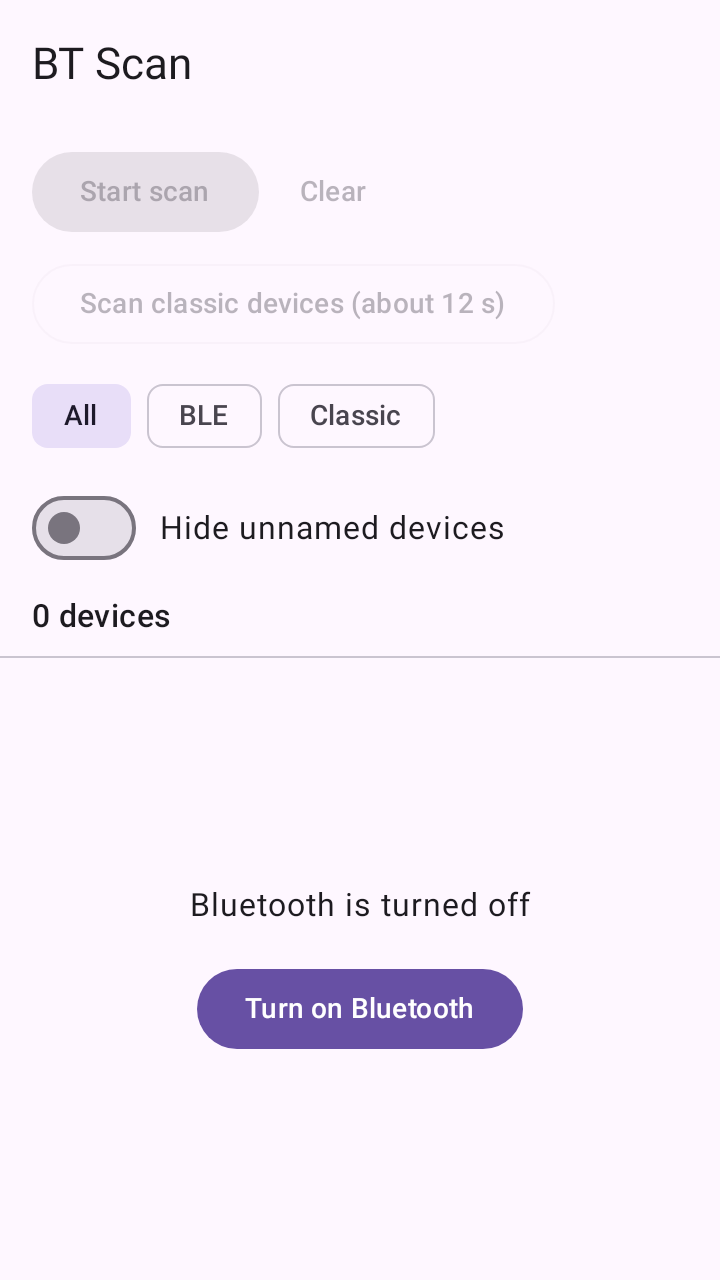 BT Scan
Start scan
Clear
Scan classic devices (about 12 s)
All
BLE
Classic
Hide unnamed devices
0 devices
Bluetooth is turned off
Turn on Bluetooth